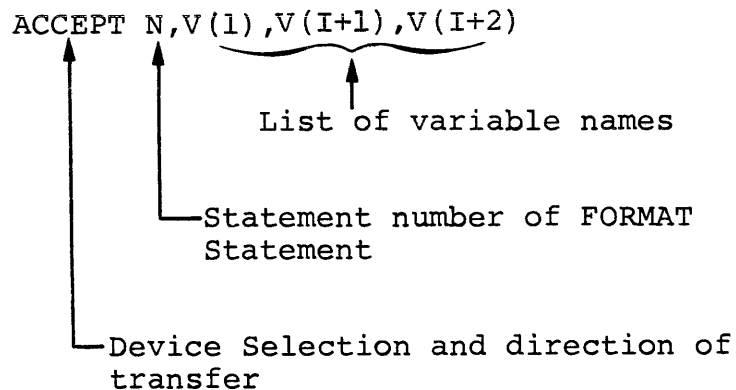 ACCEPT N,V(1),V(I+1),V(I+2)
List of variable names
Statement number of FORMAT
Statement
Device Selection and direction of
transfer